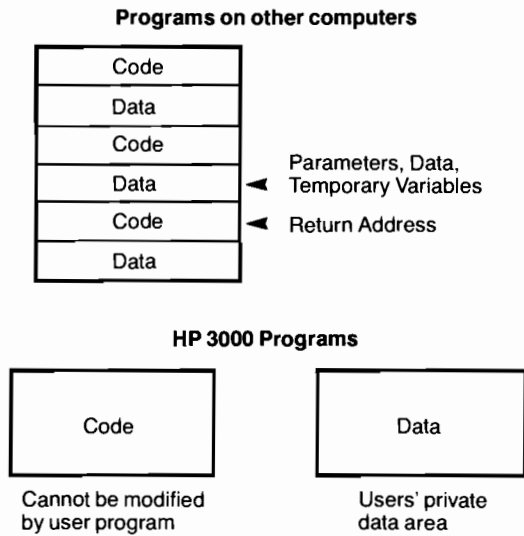 Programs on other computers
Code
Data
Code
Data
Parameters, Data,
Temporary Variables
Code
Return Address
Data
HP 3000 Programs
Code
Data
Cannot be modified
by user program
Users' private
data area